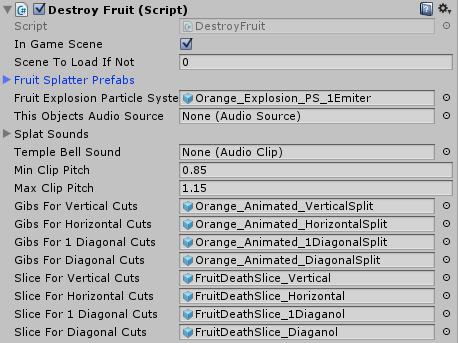 Destroy Fruit (Script)
Script DestroyFruit
In Game Scene
Scene To Load If Not 0
Fruit Splatter Prefabs
Fruit Explosion Particle Syste Orange_Explosion_PS_1Emiter
This Objects Audio Source None (Audio Source)
Splat Sounds
Temple Bell Sound None (Audio Clip)
Min Clip Pitch 0.85
Max Clip Pitch 1.15
Gibs For Vertical Cuts Orange_Animated_VerticalSplit
Gibs For Horizontal Cuts Orange_Animated_HorizontalSplit
Gibs For 1 Diagonal Cuts Orange_Animated_1DiagonalSplit
Gibs For Diagonal Cuts Orange_Animated_DiagonalSplit
Slice For Vertical Cuts FruitDeathSlice_Vertical
Slice For Horizontal Cuts FruitDeathSlice_Horizontal
Slice For 1 Diagonal Cuts FruitDeathSlice_1Diaganol
Slice For Diagonal Cuts FruitDeathSlice_Diaganol